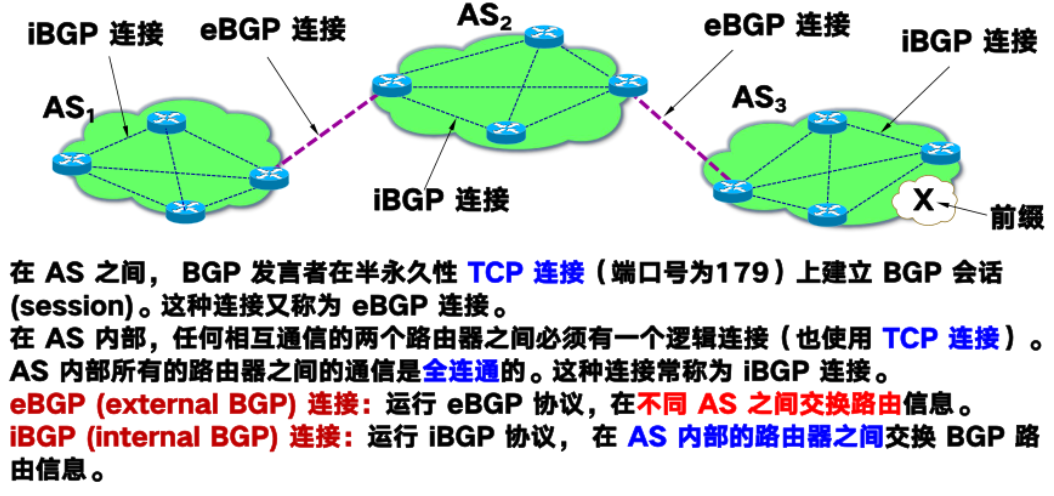 iBGP 连接
eBGP 连接
AS2
eBGP 连接
iBGP 连接
AS1
AS3
iBGP 连接
X
前缀
在 AS 之间， BGP 发言者在半永久性 TCP 连接（端口号为179）上建立 BGP 会话
(session)。这种连接又称为 eBGP 连接。
在 AS 内部，任何相互通信的两个路由器之间必须有一个逻辑连接（也使用 TCP 连接）。
AS 内部所有的路由器之间的通信是全连通的。这种连接常称为 iBGP 连接。
eBGP (external BGP) 连接：运行 eBGP 协议，在不同 AS 之间交换路由信息。
iBGP (internal BGP) 连接：运行 iBGP 协议， 在 AS 内部的路由器之间交换 BGP 路
由信息。